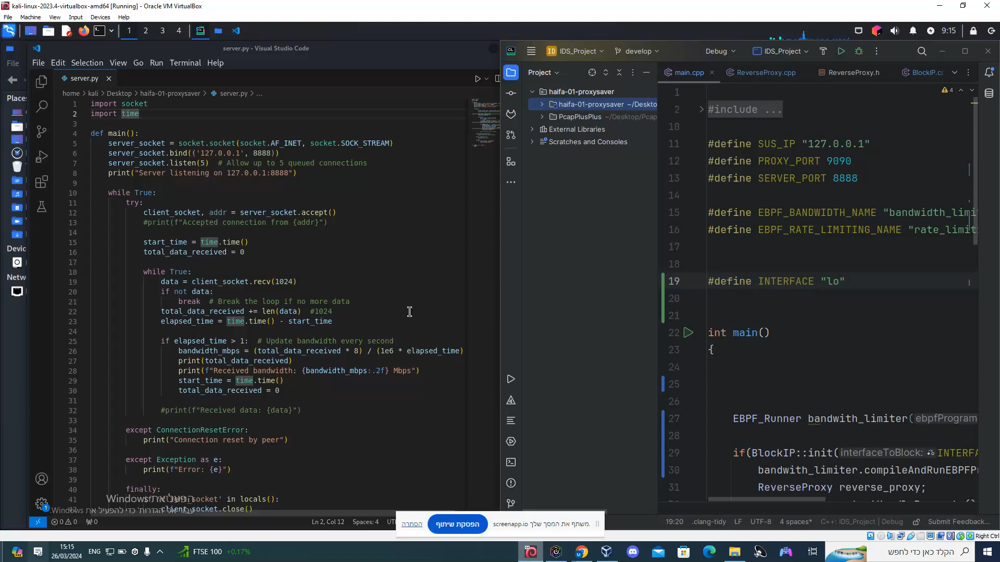 kali-linux-2023.4-virtualbox-amd64 [Running] - Oracle VM VirtualBox
File Machine View Input Devices Help
1 2 3 4 9:15
File
Places
Devic
Netw
server.py - Visual Studio Code
File Edit Selection View Go Run Terminal Help
server.py
home > kali > Desktop > haifa-01-proxysaver > server.py > ...
1 import socket
2 import time
3
4 def main():
5 server_socket = socket.socket(socket.AF_INET, socket.SOCK_STREAM)
6 server_socket.bind(('127.0.0.1', 8888))
7 server_socket.listen(5) # Allow up to 5 queued connections
8 print("Server listening on 127.0.0.1:8888")
9
10 while True:
11 try:
12 client_socket, addr = server_socket.accept()
13 #print(f"Accepted connection from {addr}")
14
15 start_time = time.time()
16 total_data_received = 0
17
18 while True:
19 data = client_socket.recv(1024)
20 if not data:
21 break # Break the loop if no more data
22 total_data_received += len(data) #1024
23 elapsed_time = time.time() - start_time
24
25 if elapsed_time > 1: # Update bandwidth every second
26 bandwidth_mbps = (total_data_received * 8) / (1e6 * elapsed_time)
27 print(total_data_received)
28 print(f"Received bandwidth: {bandwidth_mbps:.2f} Mbps")
29 start_time = time.time()
30 total_data_received = 0
31
32 #print(f"Received data: {data}")
33
34 except ConnectionResetError:
35 print("Connection reset by peer")
36
37 except Exception as e:
38 print(f"Error: {e}")
39
40 finally:
41 socket' in locals():
42 client_socket.close()
הפעל את Windows
עבור אל 'הגדרות' כדי להפעיל את Windows.
1
0 0 0 Ln 2, Col 12 Spaces: 4
ID IDS_Project develop Debug IDS_Project
Project
haifa-01-proxysaver
haifa-01-proxysaver ~/Deskto
PcapPlusPlus ~/Desktop/Pcap
External Libraries
Scratches and Consoles
main.cpp ReverseProxy.cpp ReverseProxy.h BlockIP.c
4
1
2 #include ...
10
11 #define SUS_IP "127.0.0.1"
12 #define PROXY_PORT 9090
13 #define SERVER_PORT 8888
14
15 #define EBPF_BANDWIDTH_NAME "bandwidth_limi
16 #define EBPF_RATE_LIMITING_NAME "rate_limit
17
18
19 #define INTERFACE "lo"
20
21
22 int main()
23 {
24
25
26
27 EBPF_Runner bandwith_limiter(ebpfProgram
28
29 if(BlockIP::init(interfaceToBlock: INTERFA
30 bandwith_limiter.compileAndRunEBPFP
31 ReverseProxy reverse_proxy;
19:20 .clang-tidy LF UTF-8 4 spaces* C++: IDS_Project | Debug Submit Feedback...
screenapp.io משתף את המסך שלך.
הפסקת שיתוף
הסתרה
Right Ctrl
PRE
15:15
26/03/2024
ENG
FTSE 100 +0.17%
הקלד כאן כדי לחפש